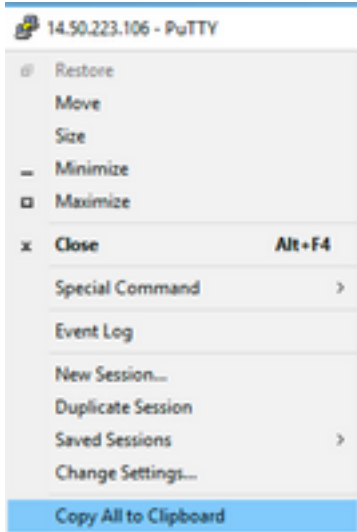 14.50.223.106 - PuTTY
Restore
Move
Size
Minimize
Maximize
Close Alt+F4
Special Command
Event Log
New Session...
Duplicate Session
Saved Sessions
Change Settings...
Copy All to Clipboard